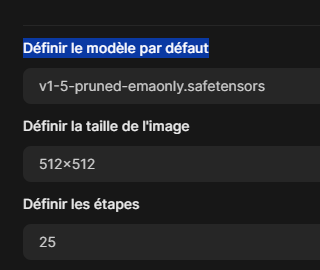 Définir le modèle par défaut
v1-5-pruned-emaonly.safetensors
Définir la taille de l'image
512×512
Définir les étapes
25